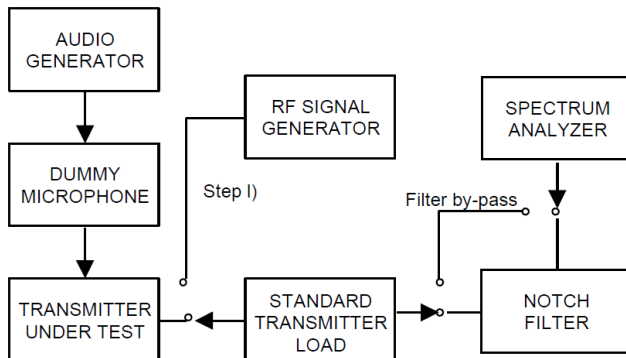 AUDIO
GENERATOR
RF SIGNAL
GENERATOR
SPECTRUM
ANALYZER
DUMMY
MICROPHONE
Step I)
Filter by-pass
TRANSMITTER
UNDER TEST
STANDARD
TRANSMITTER
LOAD
NOTCH
FILTER